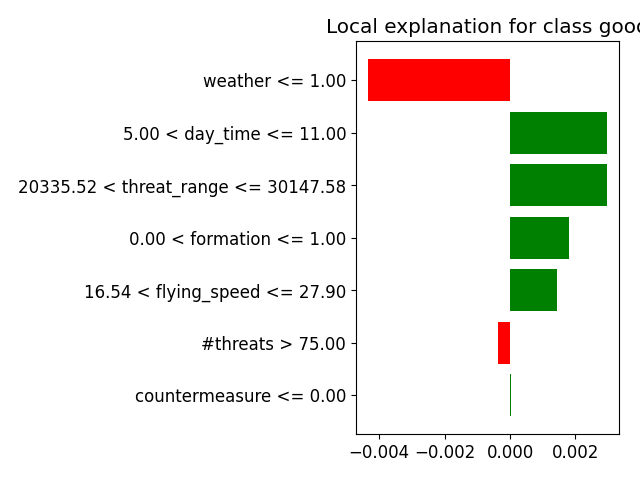 Local explanation for class good
weather <= 1.00
5.00 < day_time <= 11.00
20335.52 < threat_range <= 30147.58
0.00 < formation <= 1.00
16.54 < flying_speed <= 27.90
#threats > 75.00
countermeasure <= 0.00
−0.004 −0.002 0.000 0.002